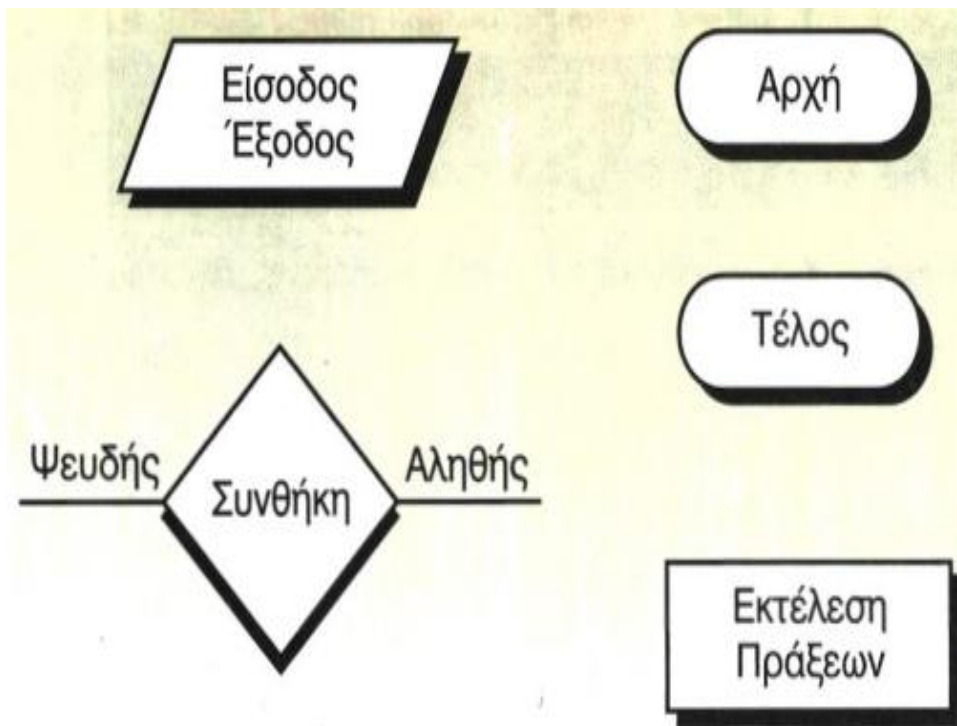 Είσοδος
Έξοδος
Αρχή
Τέλος
Ψευδής
Συνθήκη
Αληθής
Εκτέλεση
Πράξεων